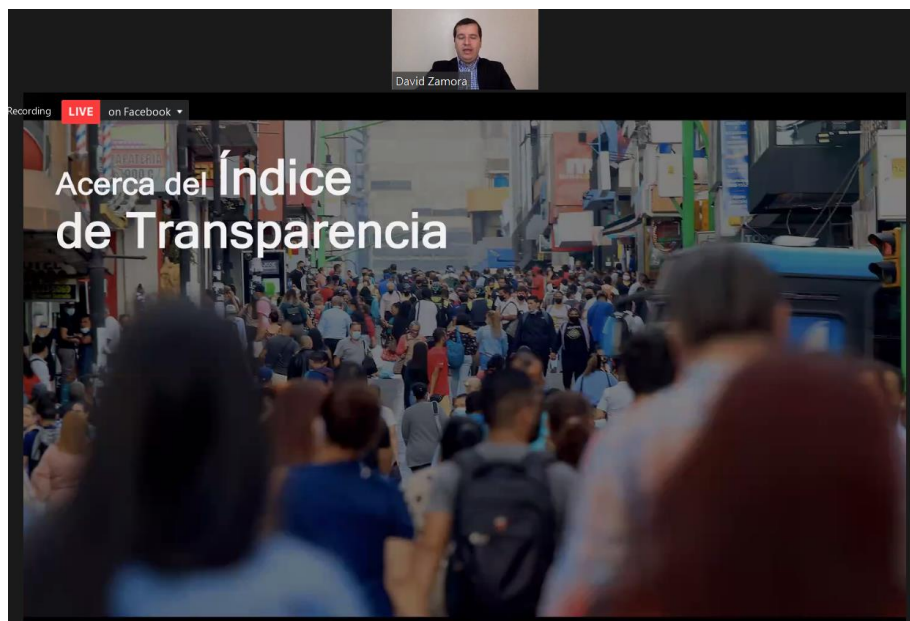 David Zamora
Recording
LIVE
on Facebook
Acerca del Índice
de Transparencia